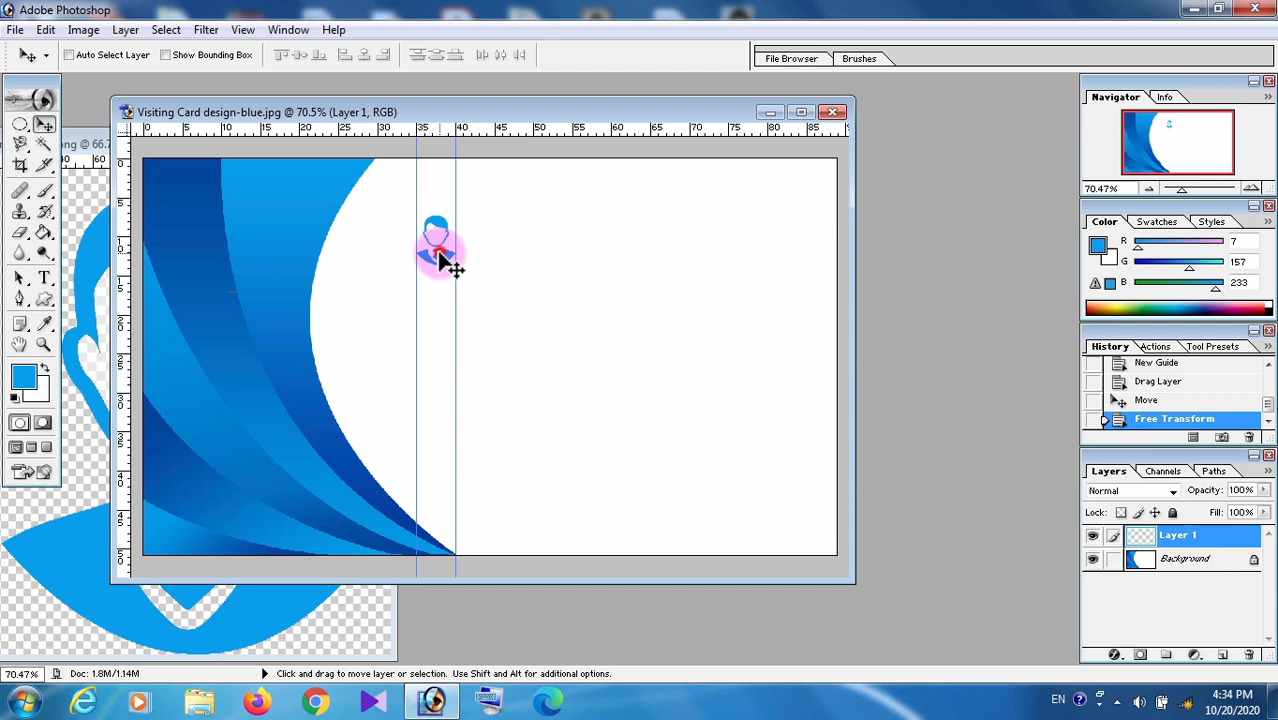 Adobe Photoshop
File Edit Image Layer Select Filter View Window Help
Auto Select Layer Show Bounding Box
File Browser Brushes
Visiting Card design-blue.jpg @ 70.5% (Layer 1, RGB)
png @ 66.7
0 5 10 15 20 25 30 35 40 45 50 55 60 65 70 75 80 85
Navigator Info
70.47%
Color Swatches Styles
R 7
G 157
B 233
History Actions Tool Presets
New Guide
Drag Layer
Move
Free Transform
Layers Channels Paths
Normal Opacity: 100%
Lock: Fill: 100%
Layer 1
Background
70.47% Doc: 1.8M/1.14M Click and drag to move layer or selection. Use Shift and Alt for additional options.
EN 4:34 PM
10/20/2020